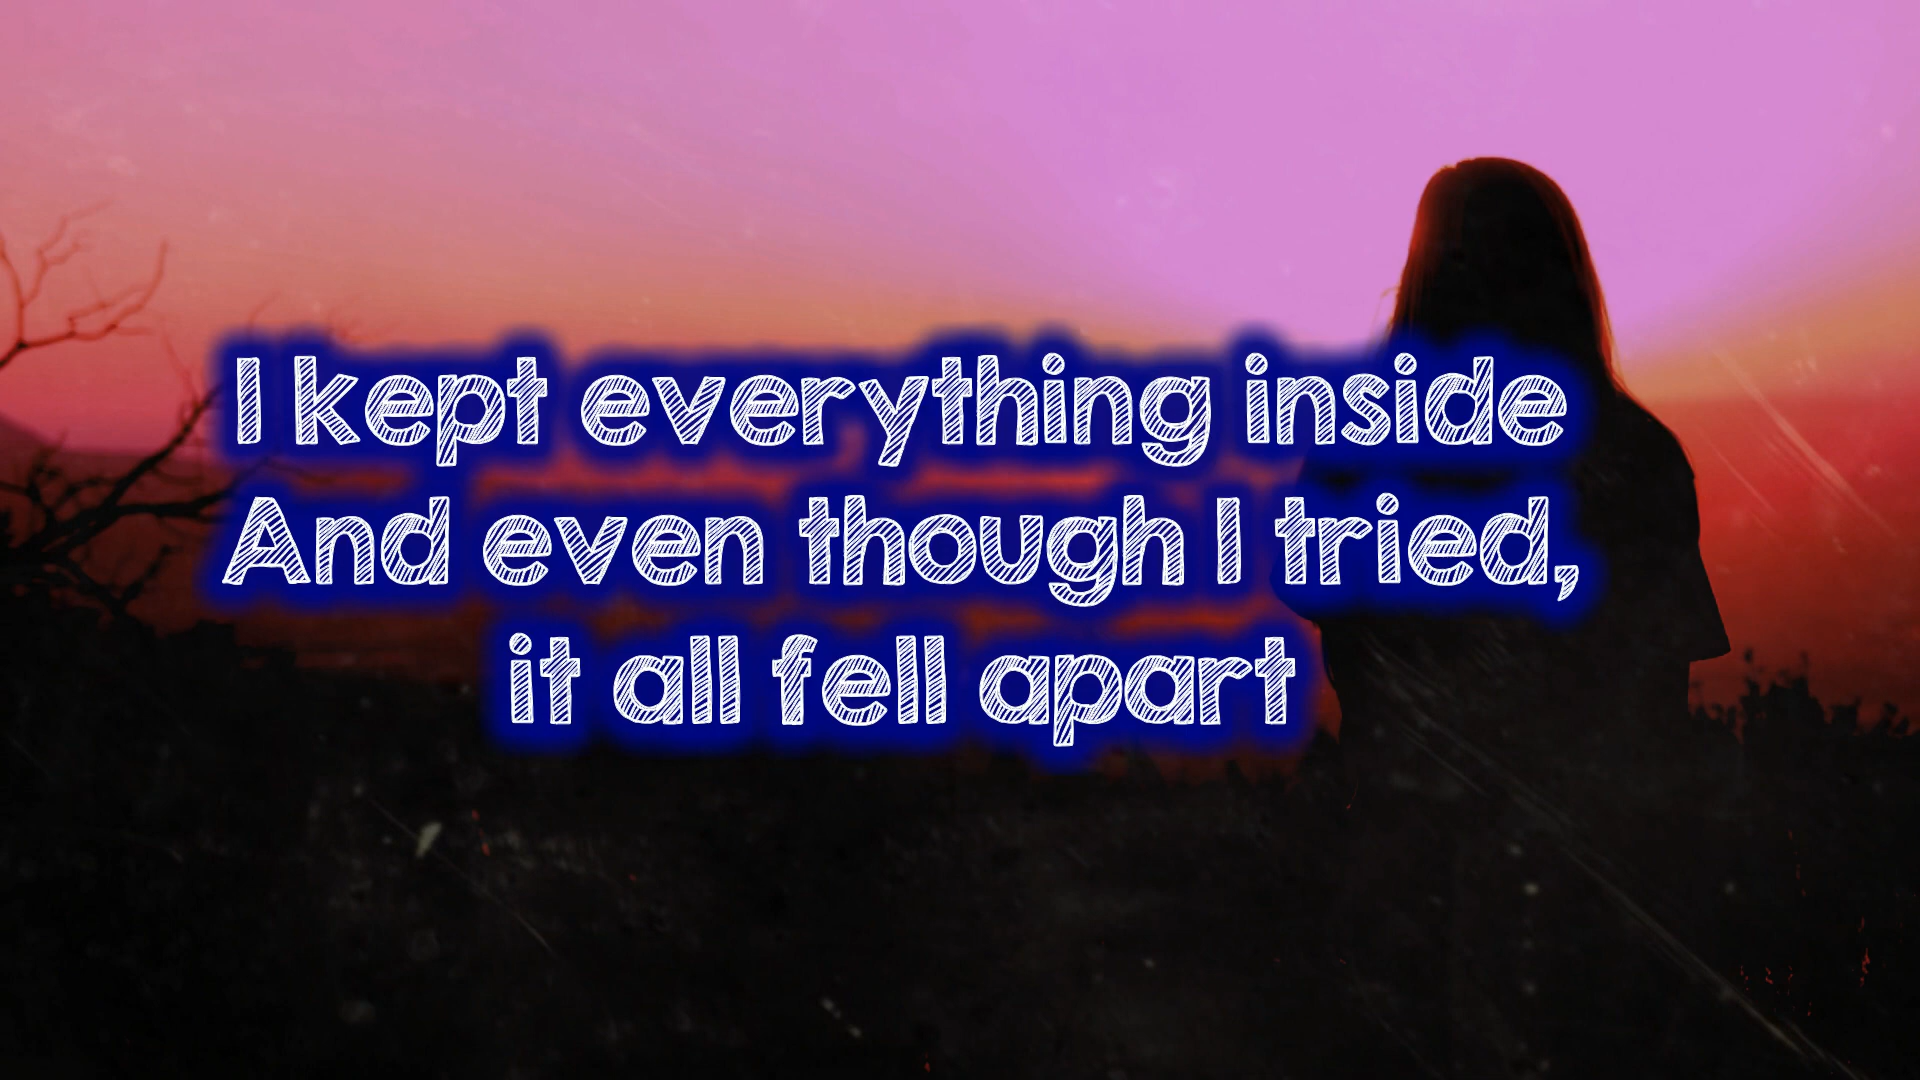 I kept everything inside
And even though I tried,
it all fell apart